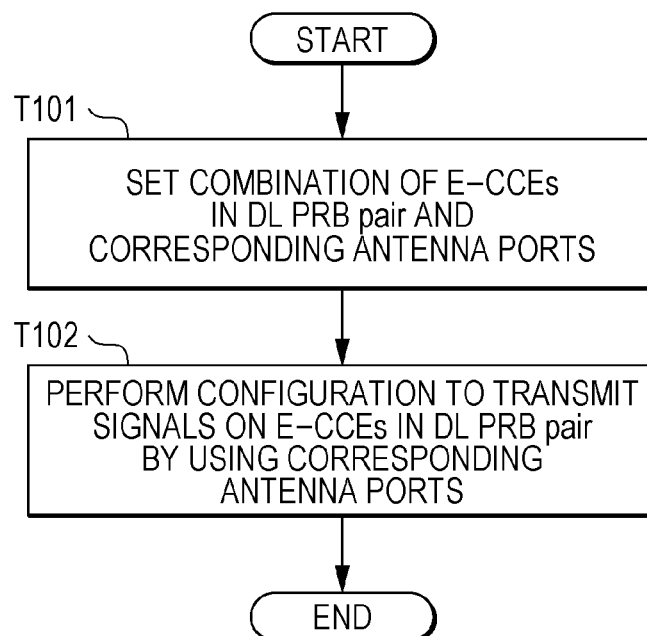 START
T101
SET COMBINATION OF E-CCEs
IN DL PRB pair AND
CORRESPONDING ANTENNA PORTS
T102
PERFORM CONFIGURATION TO TRANSMIT
SIGNALS ON E-CCEs IN DL PRB pair
BY USING CORRESPONDING
ANTENNA PORTS
END